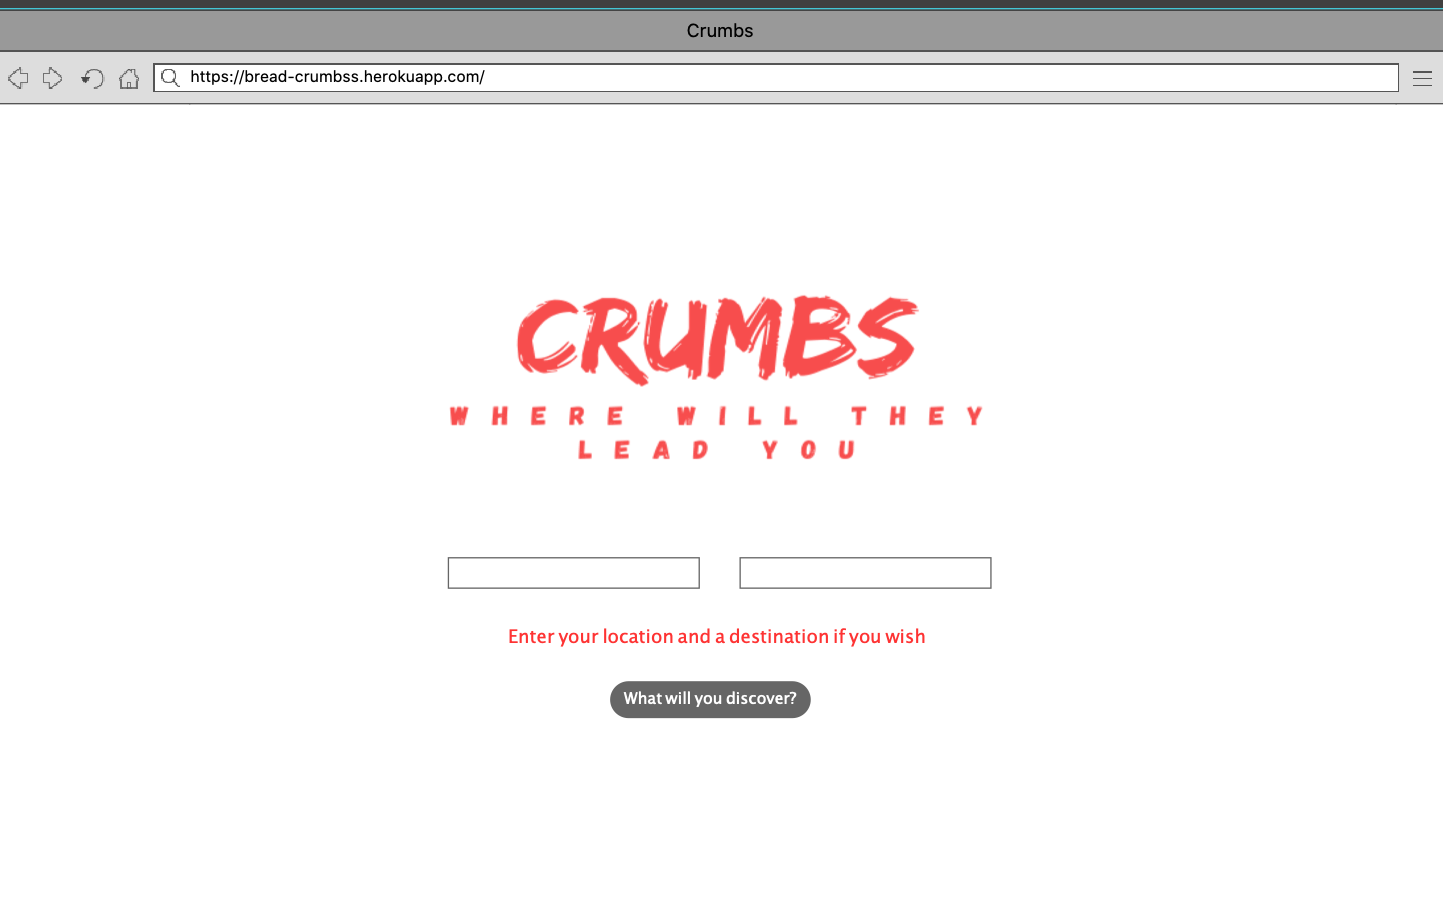 Crumbs
https://bread-crumbss.herokuapp.com/
CRUMBS
WHERE WILL THEY
LEAD YOU
Enter your location and a destination if you wish
What will you discover?